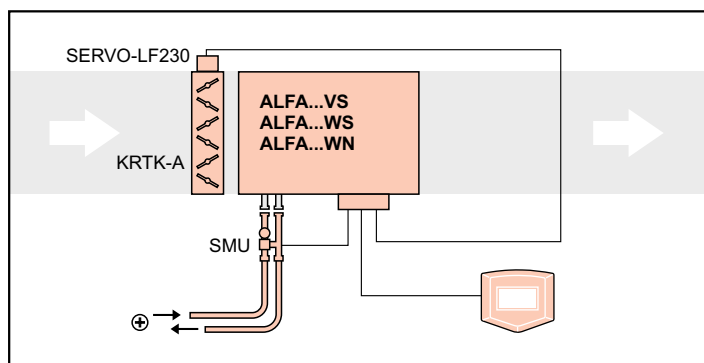 SERVO-LF230
ALFA...VS
ALFA...WS
ALFA...WN
KRTK-A
SMU